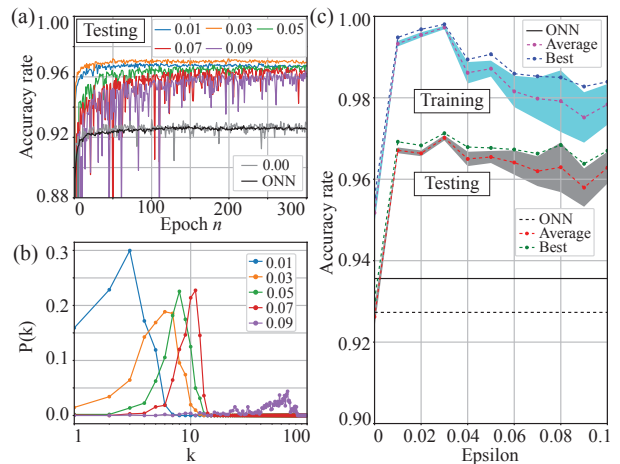 (a)
Testing
0.01
0.03
0.05
0.07
0.09
1.00
0.96
0.92
0.88
Accuracy rate
0.00
ONN
0
100
200
300
Epoch n
(b)
0.3
0.2
0.1
0.0
P(k)
0.01
0.03
0.05
0.07
0.09
1
10
100
k
(c)
1.00
0.98
0.96
0.94
0.92
0.90
Accuracy rate
ONN
Average
Best
Training
Testing
ONN
Average
Best
0
0.02
0.04
0.06
0.08
0.1
Epsilon